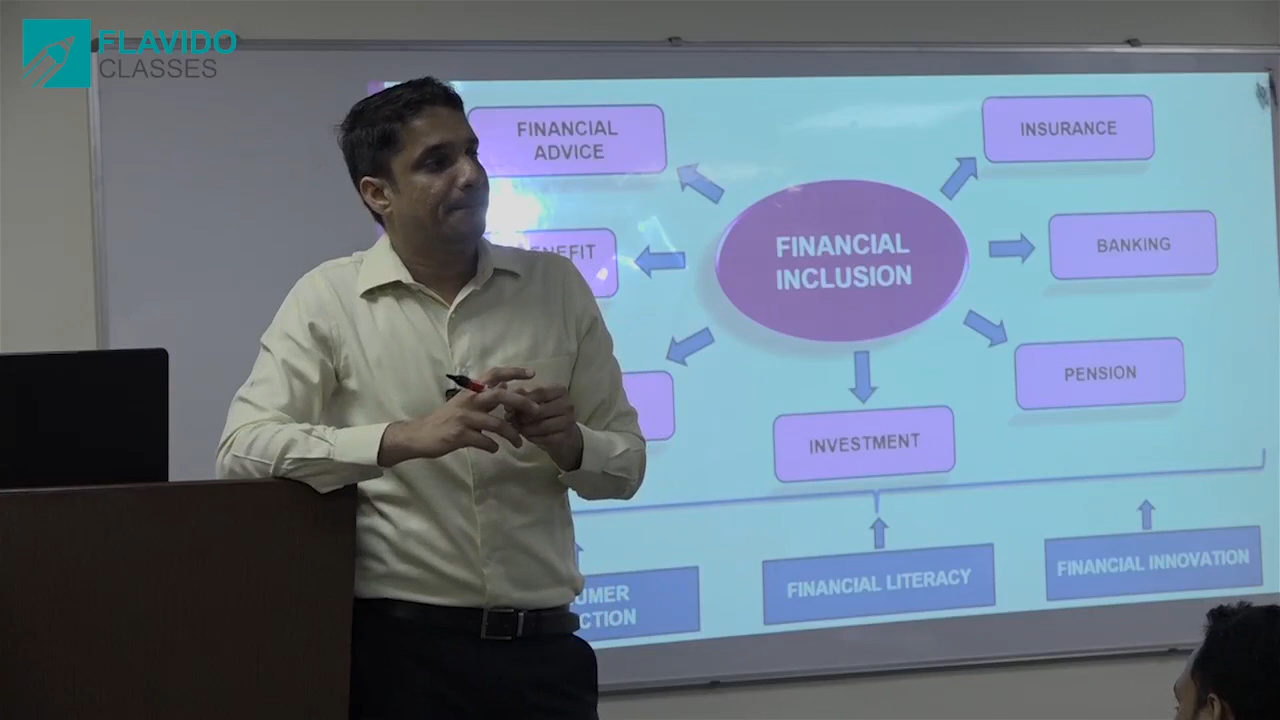 FLAVIDO
CLASSES
FINANCIAL
ADVICE
INSURANCE
FINANCIAL
INCLUSION
BANKING
PENSION
INVESTMENT
FINANCIAL LITERACY
FINANCIAL INNOVATION